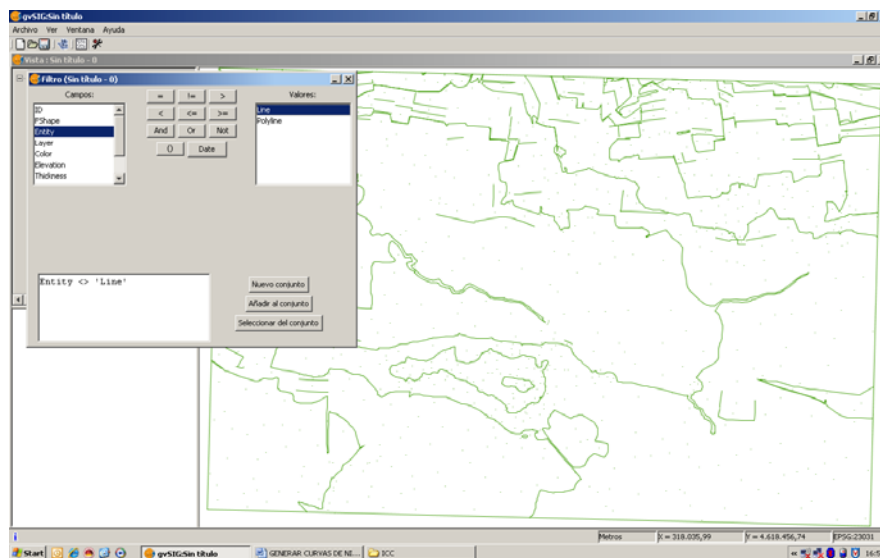 gvSIG:Sin título
Archivo Ver Ventana Ayuda
Vista : Sin título - 0
Filtro (Sin título - 0)
Campos:
Valores:
ID
FShape
Entity
Layer
Color
Elevation
Thickness
= != >
< <= >=
And Or Not
() Date
Line
Polyline
Entity <> 'Line'
Nuevo conjunto
Añadir al conjunto
Seleccionar del conjunto
Metros
X = 318.035,99
Y = 4.618.456,74
EPSG:23031
Start
gvSIG:Sin título
GENERAR CURVAS DE NI...
ICC